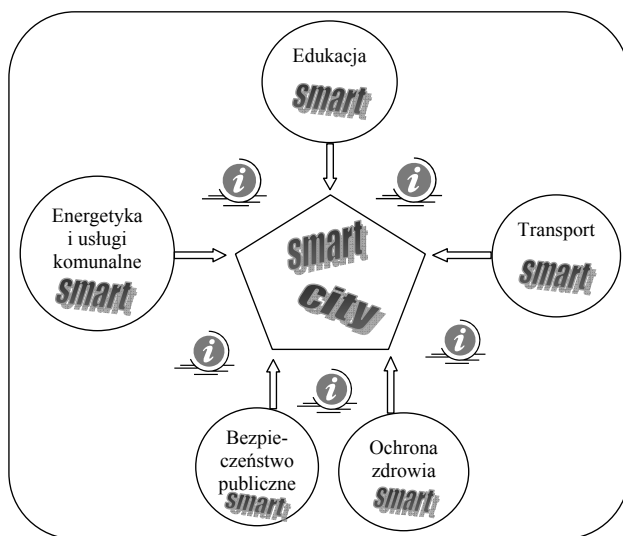 Edukacja
smart
i
i
Energetyka
i usługi
komunalne
smart
smart
city
Transport
smart
i
i
i
Bezpie-
czeństwo
publiczne
smart
Ochrona
zdrowia
smart